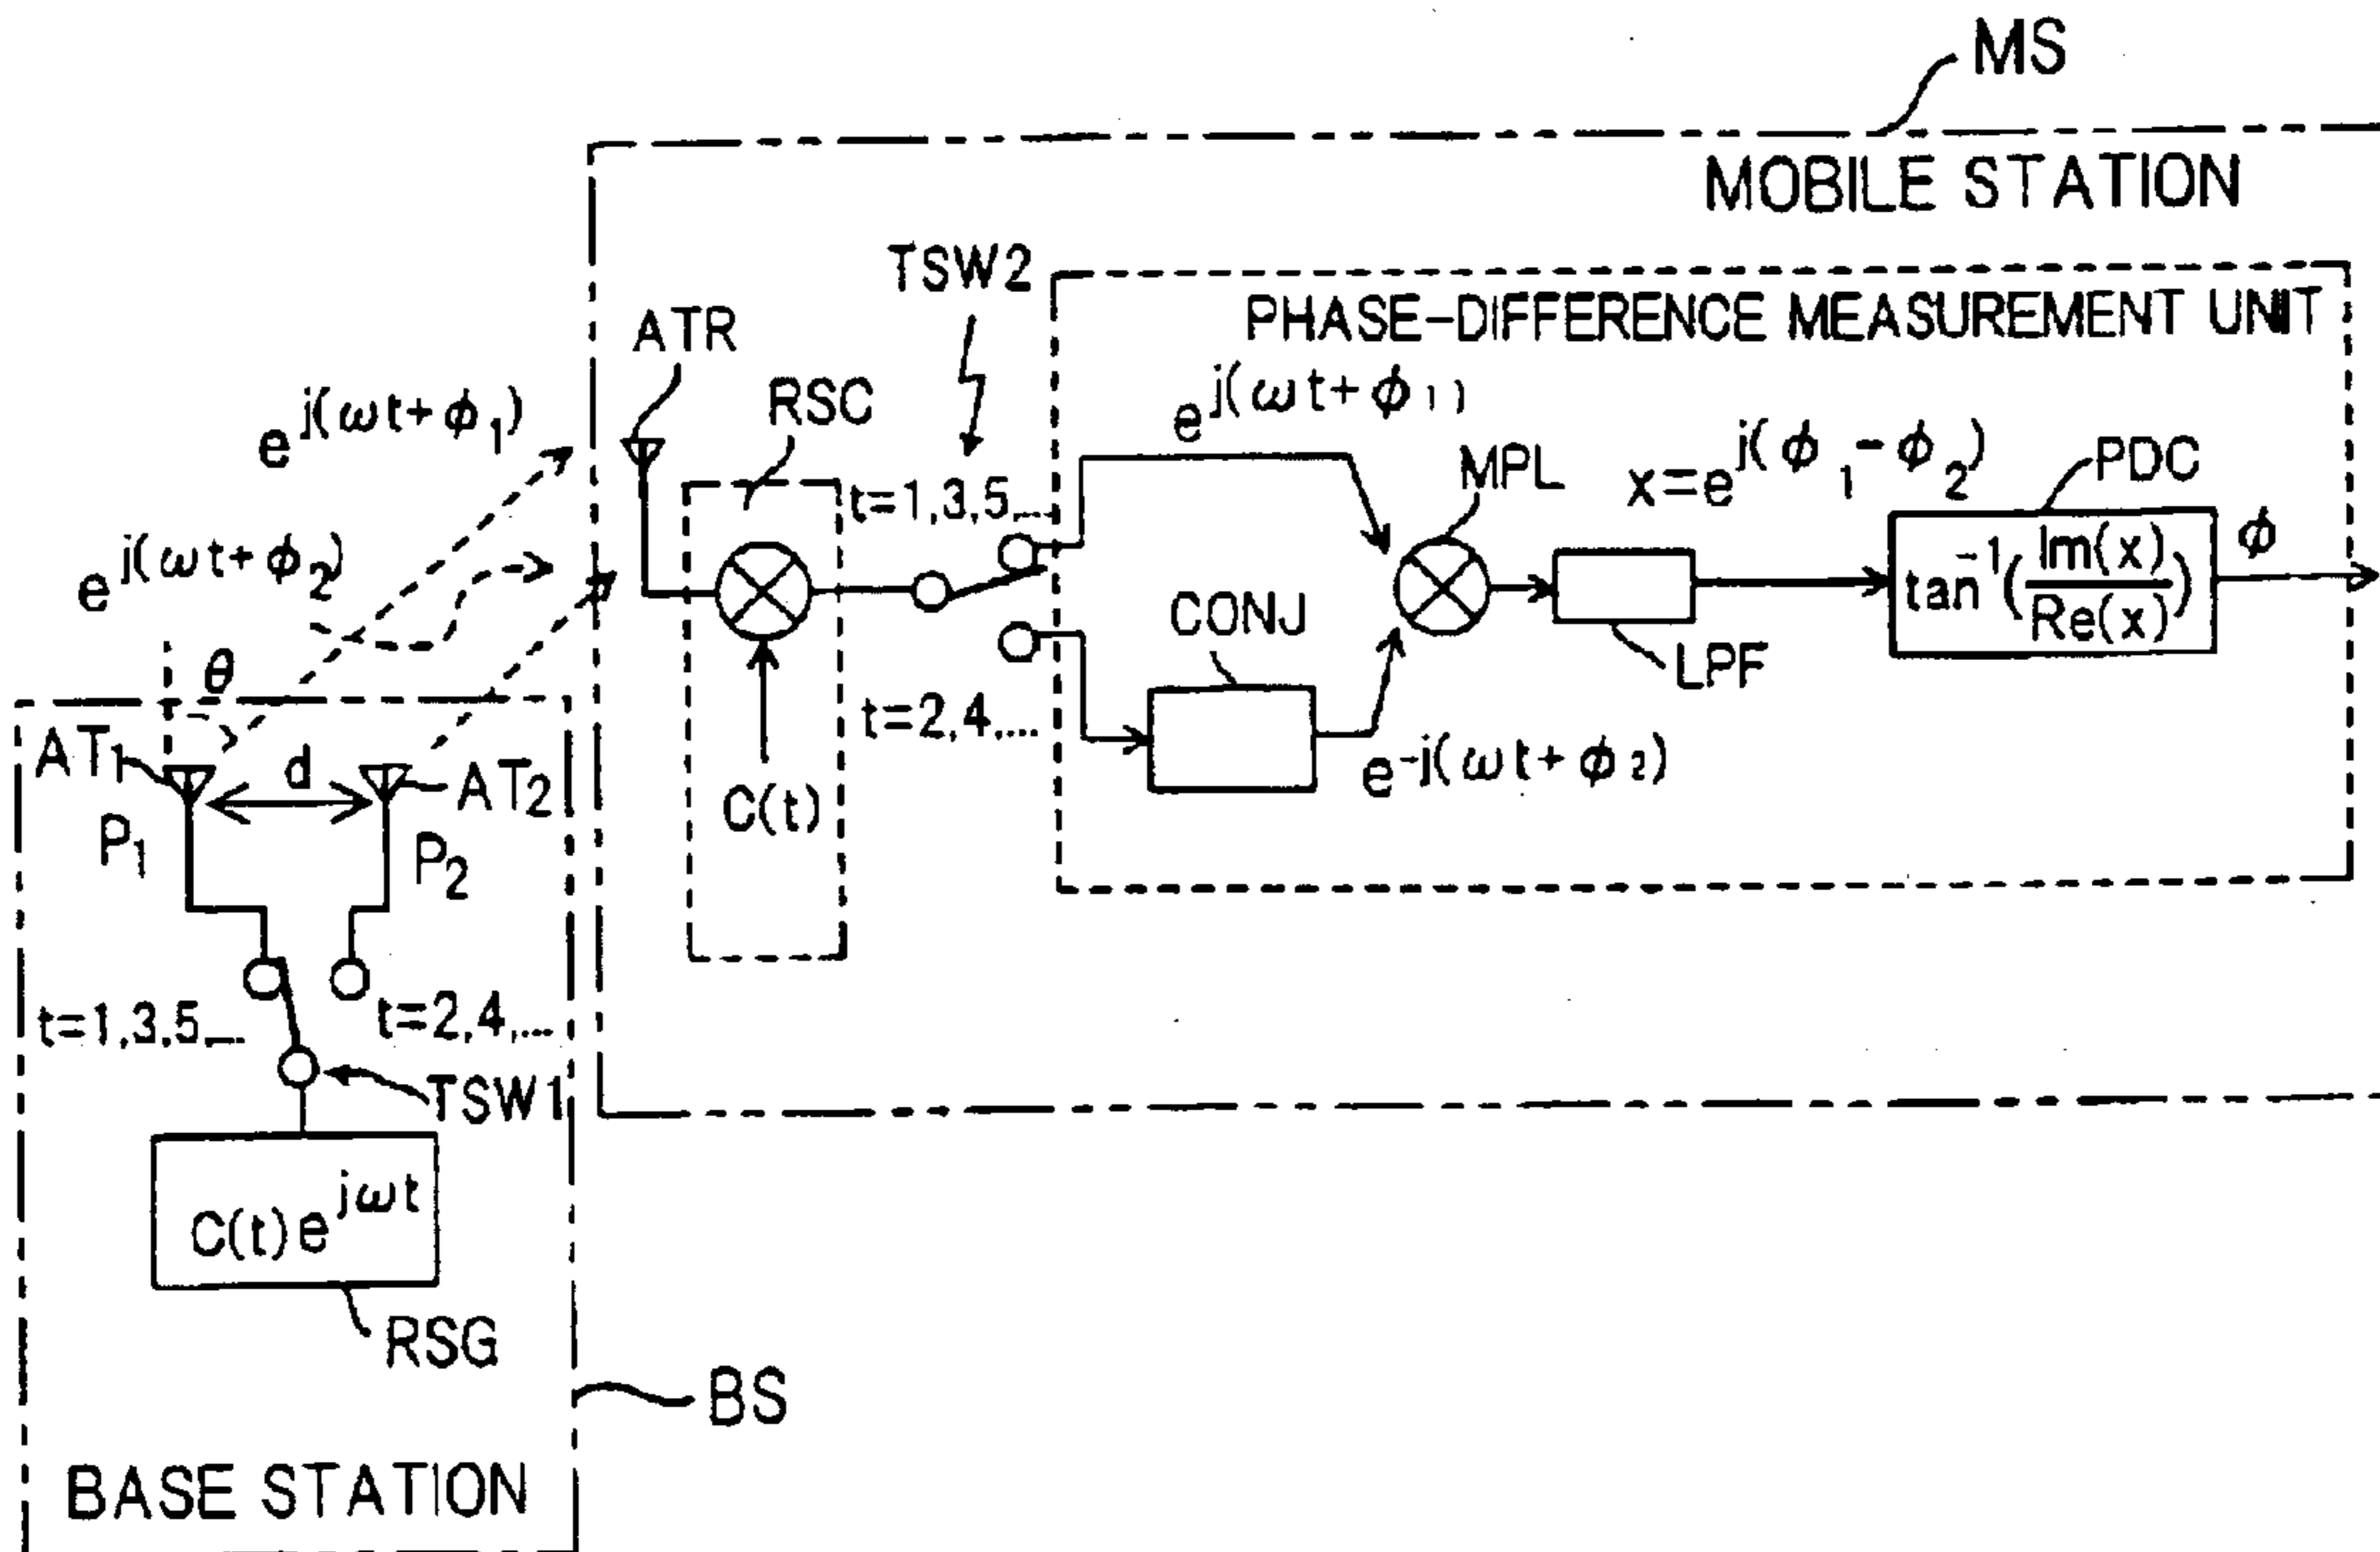 MS
MOBILE STATION
TSW2
PHASE-DIFFERENCE MEASUREMENT UNIT
ATR
RSC
e^j(ωt+ϕ₁)
e^j(ωt+ϕ₁)
MPL
x=e^j(ϕ₁-ϕ₂)
PDC
t=1,3,5,...
e^j(ωt+ϕ₂)
tan⁻¹(Im(x)/Re(x))
ϕ
CONJ
LPF
θ
t=2,4,...
e^-j(ωt+ϕ₂)
AT1
d
AT2
C(t)
P1
P2
t=1,3,5,...
t=2,4,...
TSW1
C(t)e^jωt
RSG
BS
BASE STATION